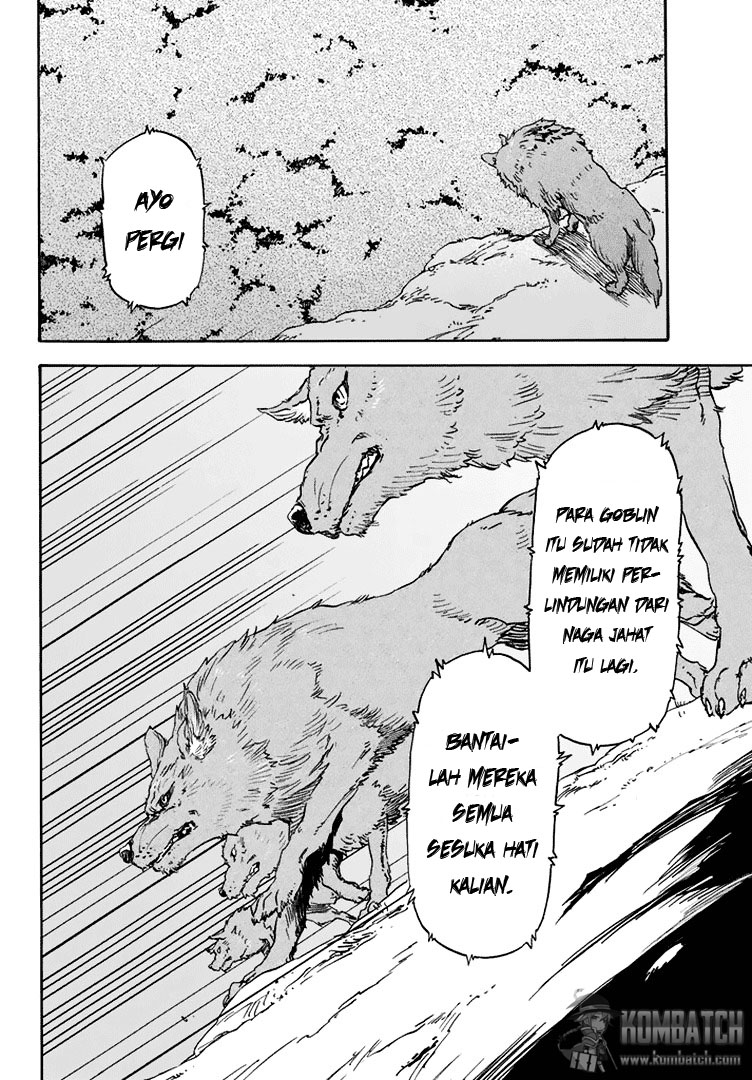 AYO
PERGI
PARA GOBLIN
ITU SUDAH TIDAK
MEMILIKI PER-
LINDUNGAN DARI
NAGA JAHAT
ITU LAGI.
BANTAI-
LAH MEREKA
SEMUA
SESUKA HATI
KALIAN.
KOMBATCH
www.kombatch.com